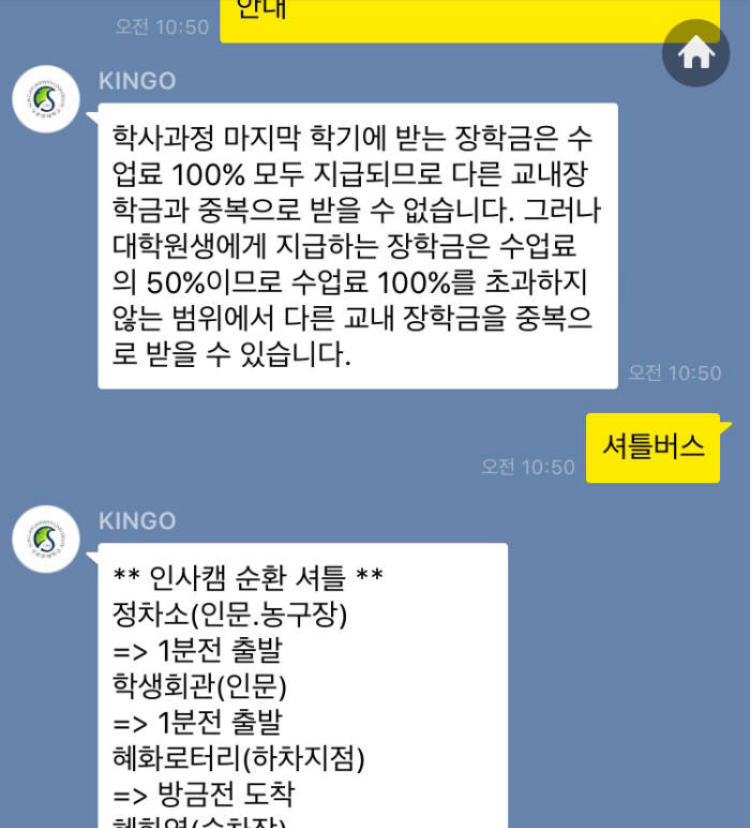 안내
오전 10:50
KINGO
학사과정 마지막 학기에 받는 장학금은 수
업료 100% 모두 지급되므로 다른 교내장
학금과 중복으로 받을 수 없습니다. 그러나
대학원생에게 지급하는 장학금은 수업료
의 50%이므로 수업료 100%를 초과하지
않는 범위에서 다른 교내 장학금을 중복으
로 받을 수 있습니다.
오전 10:50
셔틀버스
오전 10:50
KINGO
** 인사캠 순환 셔틀 **
정차소(인문.농구장)
=> 1분전 출발
학생회관(인문)
=> 1분전 출발
혜화로터리(하차지점)
=> 방금전 도착
혜화역(승차장)